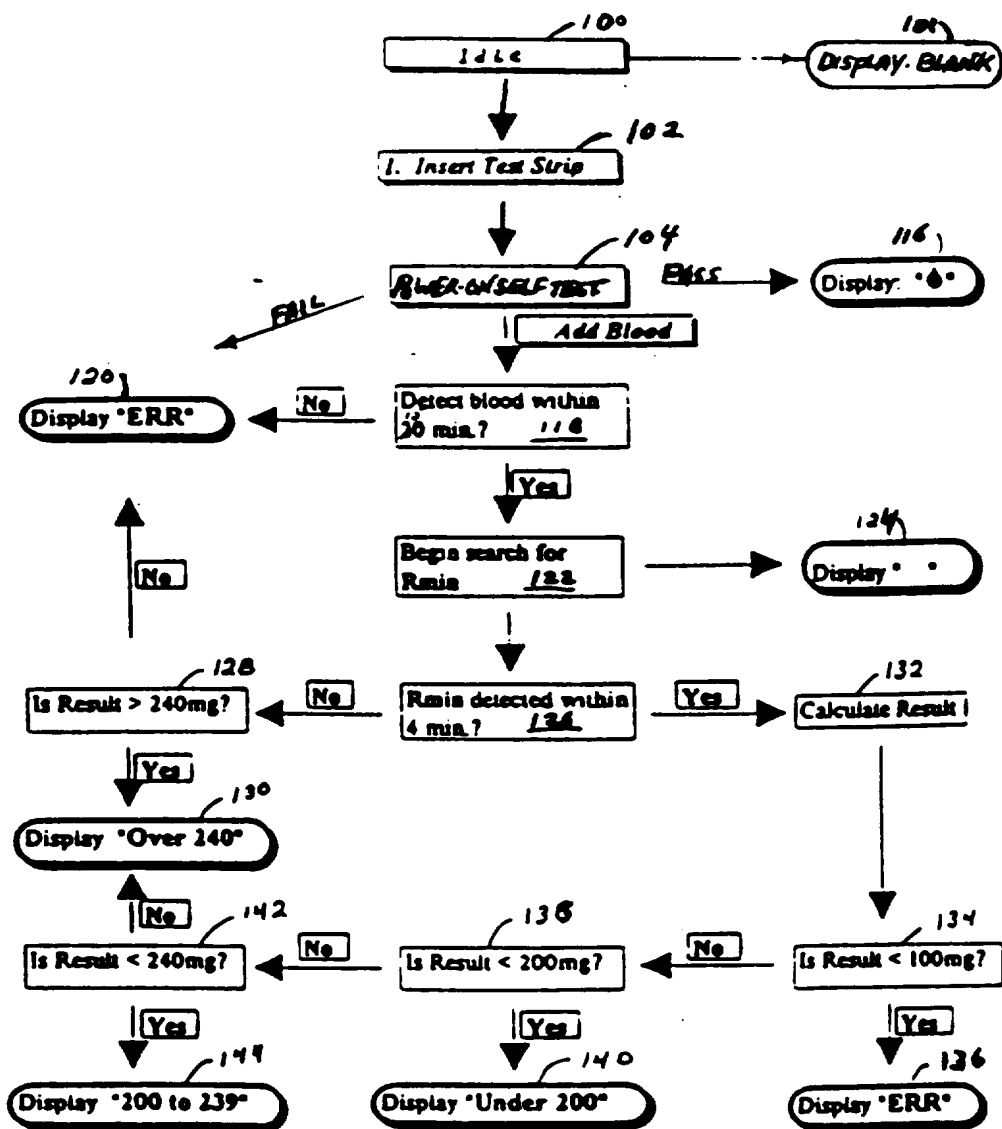 100
Idle
101
DISPLAY. BLANK
102
1. Insert Test Strip
104
POWER-ON SELF TEST
PASS
116
Display: "
"
FAIL
Add Blood
120
Display "ERR"
No
Detect blood within
min.? 118
Yes
Begin search for
Rmin 122
124
Display " "
No
128
Is Result > 240mg?
No
Rmin detected within
4 min.? 126
Yes
132
Calculate Result
Yes
130
Display "Over 240"
No
142
Is Result < 240mg?
No
138
Is Result < 200mg?
No
134
Is Result < 100mg?
Yes
Yes
Yes
144
Display "200 to 239"
140
Display "Under 200"
136
Display "ERR"